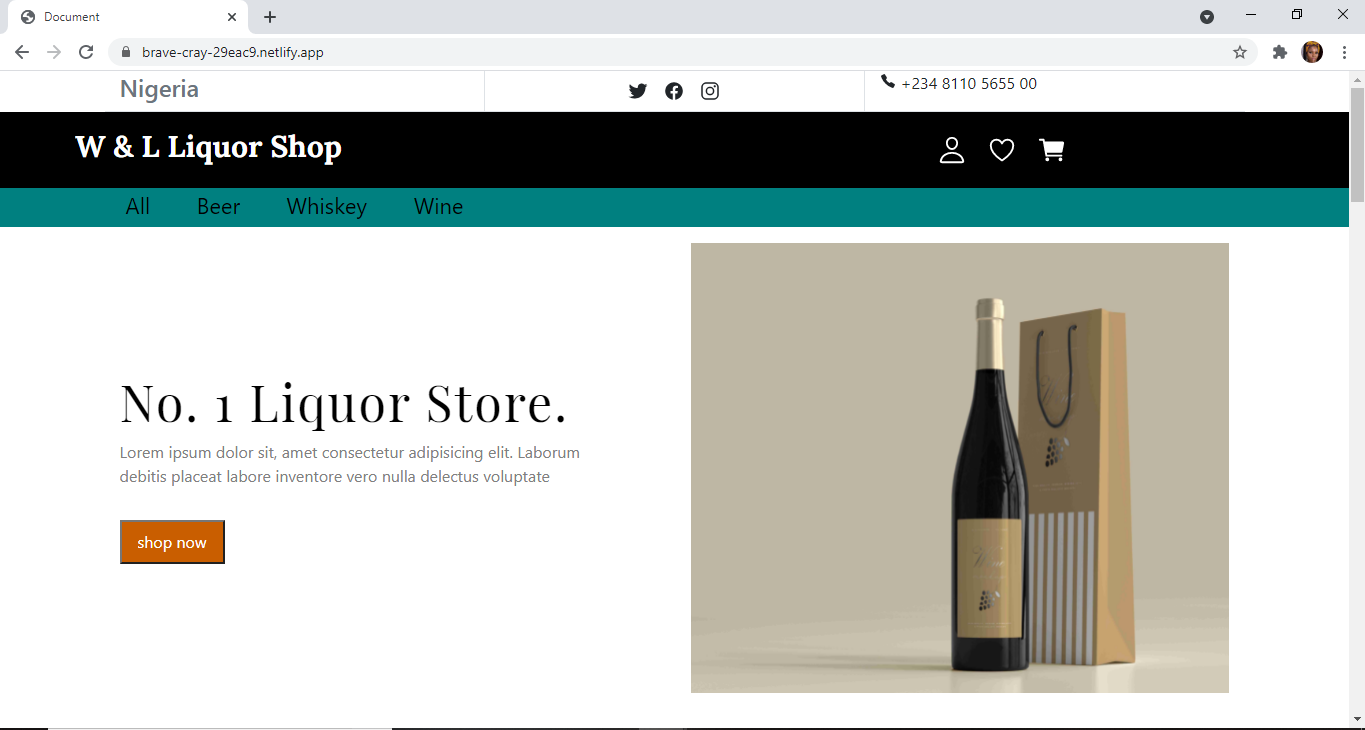 Document
brave-cray-29eac9.netlify.app
Nigeria
+234 8110 5655 00
W & L Liquor Shop
All Beer Whiskey Wine
No. 1 Liquor Store.
Lorem ipsum dolor sit, amet consectetur adipisicing elit. Laborum
debitis placeat labore inventore vero nulla delectus voluptate
shop now
Wine